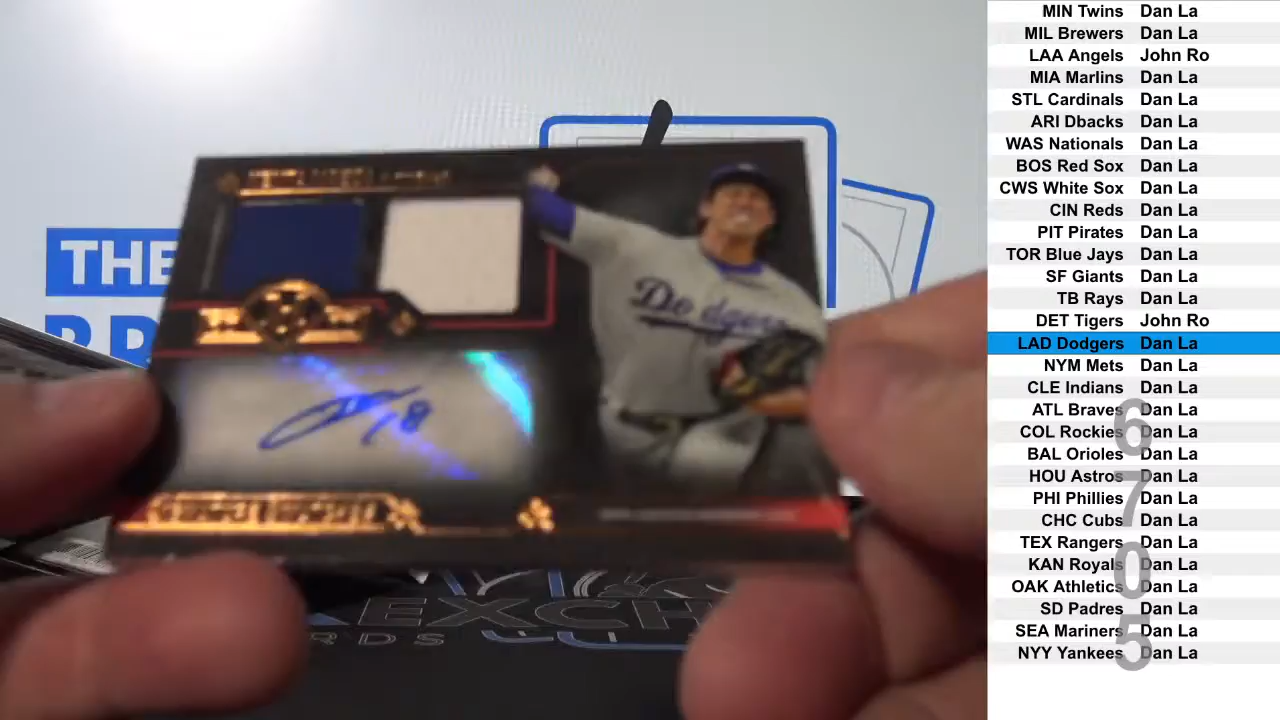 THE
Dodgers
18
EXCH
RDS
MIN Twins Dan La
MIL Brewers Dan La
LAA Angels John Ro
MIA Marlins Dan La
STL Cardinals Dan La
ARI Dbacks Dan La
WAS Nationals Dan La
BOS Red Sox Dan La
CWS White Sox Dan La
CIN Reds Dan La
PIT Pirates Dan La
TOR Blue Jays Dan La
SF Giants Dan La
TB Rays Dan La
DET Tigers John Ro
LAD Dodgers Dan La
NYM Mets Dan La
CLE Indians Dan La
ATL Braves Dan La
COL Rockies Dan La
BAL Orioles Dan La
HOU Astros Dan La
PHI Phillies Dan La
CHC Cubs Dan La
TEX Rangers Dan La
KAN Royals Dan La
OAK Athletics Dan La
SD Padres Dan La
SEA Mariners Dan La
NYY Yankees Dan La
6
7
0
5